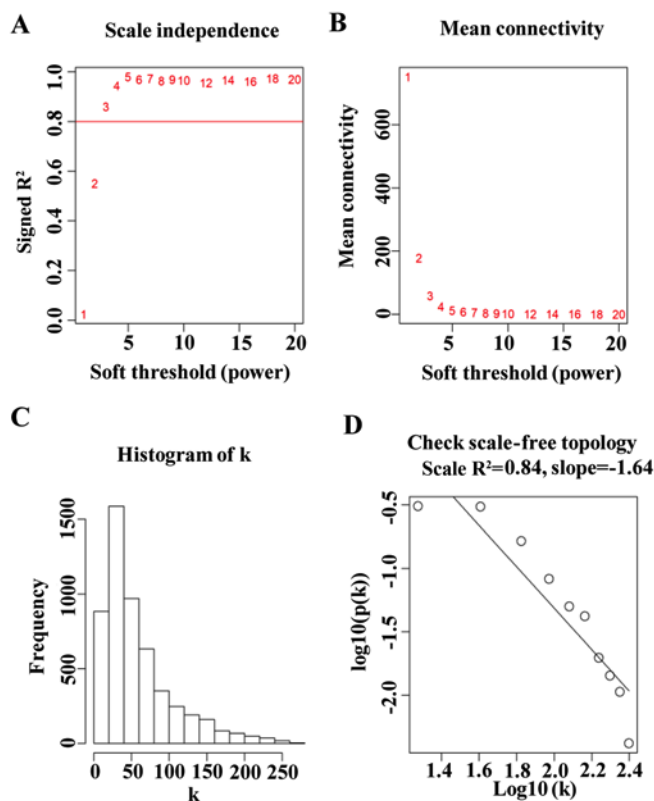 A
Scale independence
Signed R²
0.0 0.2 0.4 0.6 0.8 1.0
1 2 3 4 5 6 7 8 9 10 12 14 16 18 20
5 10 15 20
Soft threshold (power)
B
Mean connectivity
Mean connectivity
0 200 400 600
1 2 3 4 5 6 7 8 9 10 12 14 16 18 20
5 10 15 20
Soft threshold (power)
C
Histogram of k
Frequency
0 500 1000 1500
0 50 100 150 200 250
k
D
Check scale-free topology
Scale R²=0.84, slope=-1.64
log10(p(k))
-2.0 -1.5 -1.0 -0.5
1.4 1.6 1.8 2.0 2.2 2.4
Log10 (k)